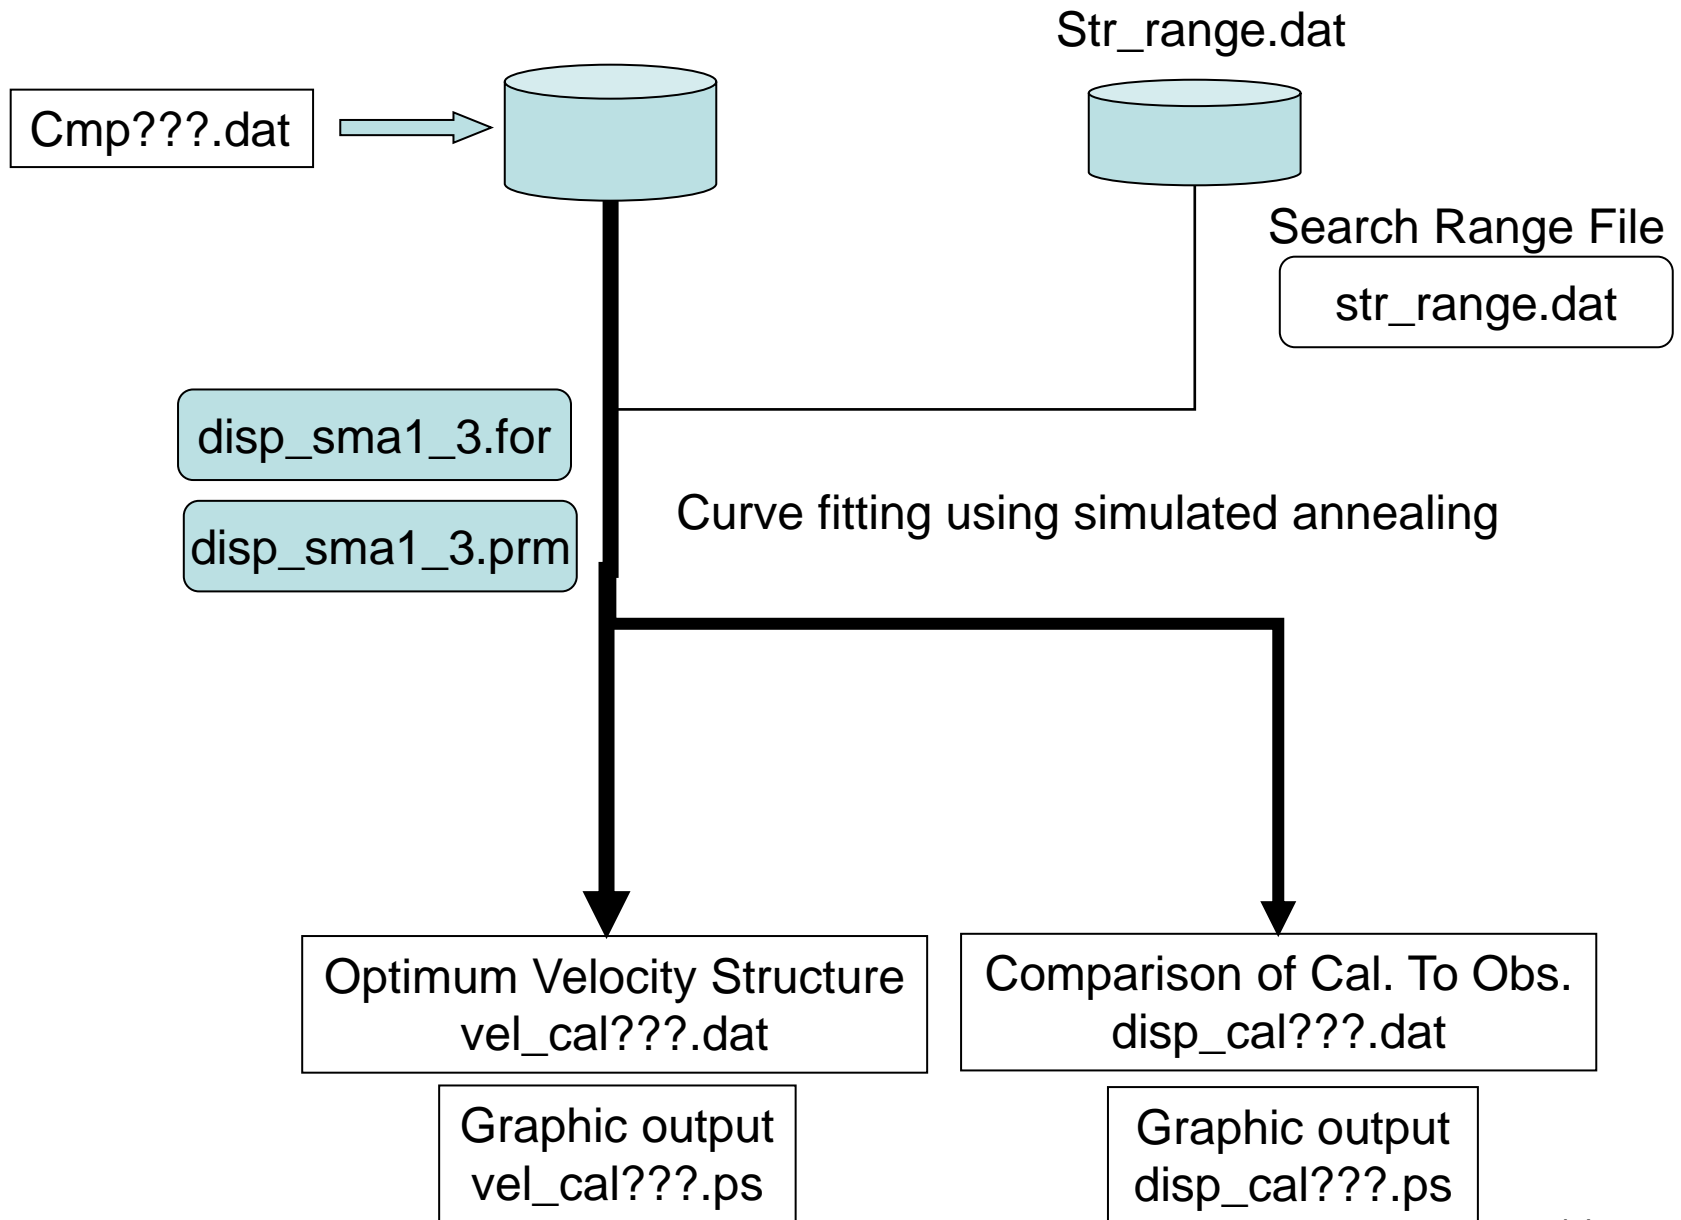 Str_range.dat
Cmp???.dat
Search Range File
str_range.dat
disp_sma1_3.for
Curve fitting using simulated annealing
disp_sma1_3.prm
Optimum Velocity Structure
vel_cal???.dat
Comparison of Cal. To Obs.
disp_cal???.dat
Graphic output
vel_cal???.ps
Graphic output
disp_cal???.ps